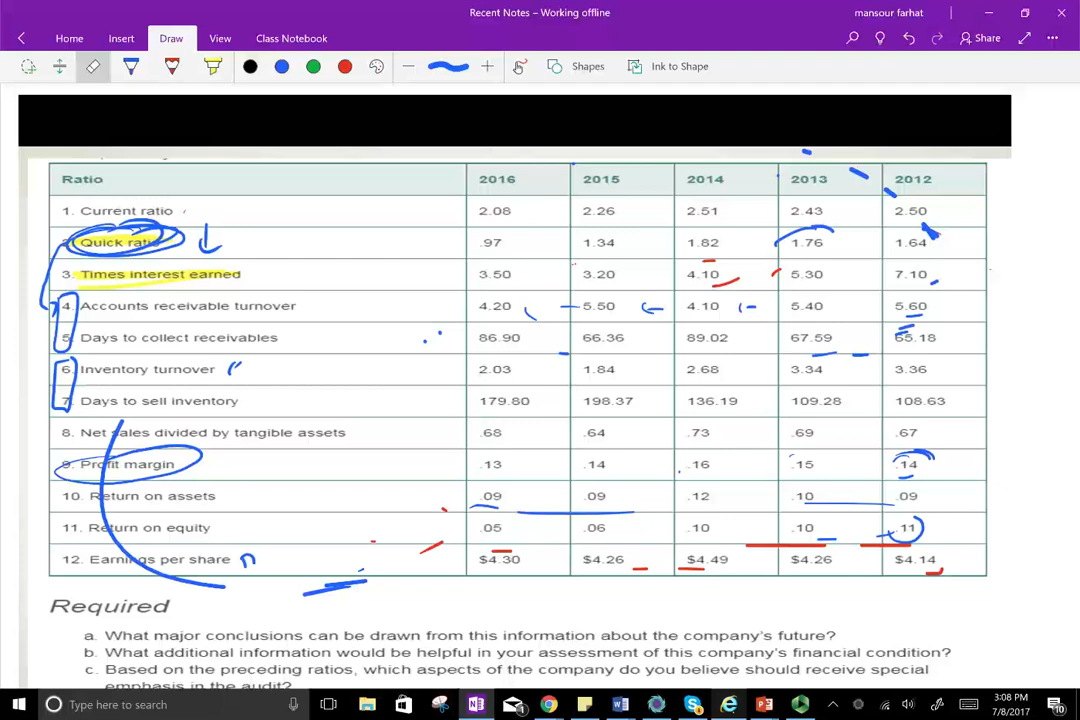 Recent Notes – Working offline
mansour farhat
Home Insert Draw View Class Notebook
Share
Shapes Ink to Shape
Ratio 2016 2015 2014 2013 2012
1. Current ratio 2.08 2.26 2.51 2.43 2.50
2. Quick ratio .97 1.34 1.82 1.76 1.64
3. Times interest earned 3.50 3.20 4.10 5.30 7.10
4. Accounts receivable turnover 4.20 5.50 4.10 5.40 5.60
5. Days to collect receivables 86.90 66.36 89.02 67.59 65.18
6. Inventory turnover 2.03 1.84 2.68 3.34 3.36
7. Days to sell inventory 179.80 198.37 136.19 109.28 108.63
8. Net sales divided by tangible assets .68 .64 .73 .69 .67
9. Profit margin .13 .14 .16 .15 .14
10. Return on assets .09 .09 .12 .10 .09
11. Return on equity .05 .06 .10 .10 .11
12. Earnings per share $4.30 $4.26 $4.49 $4.26 $4.14
Required
a. What major conclusions can be drawn from this information about the company's future?
b. What additional information would be helpful in your assessment of this company's financial condition?
c. Based on the preceding ratios, which aspects of the company do you believe should receive special
emphasis in the audit?
Type here to search
3:08 PM
7/8/2017